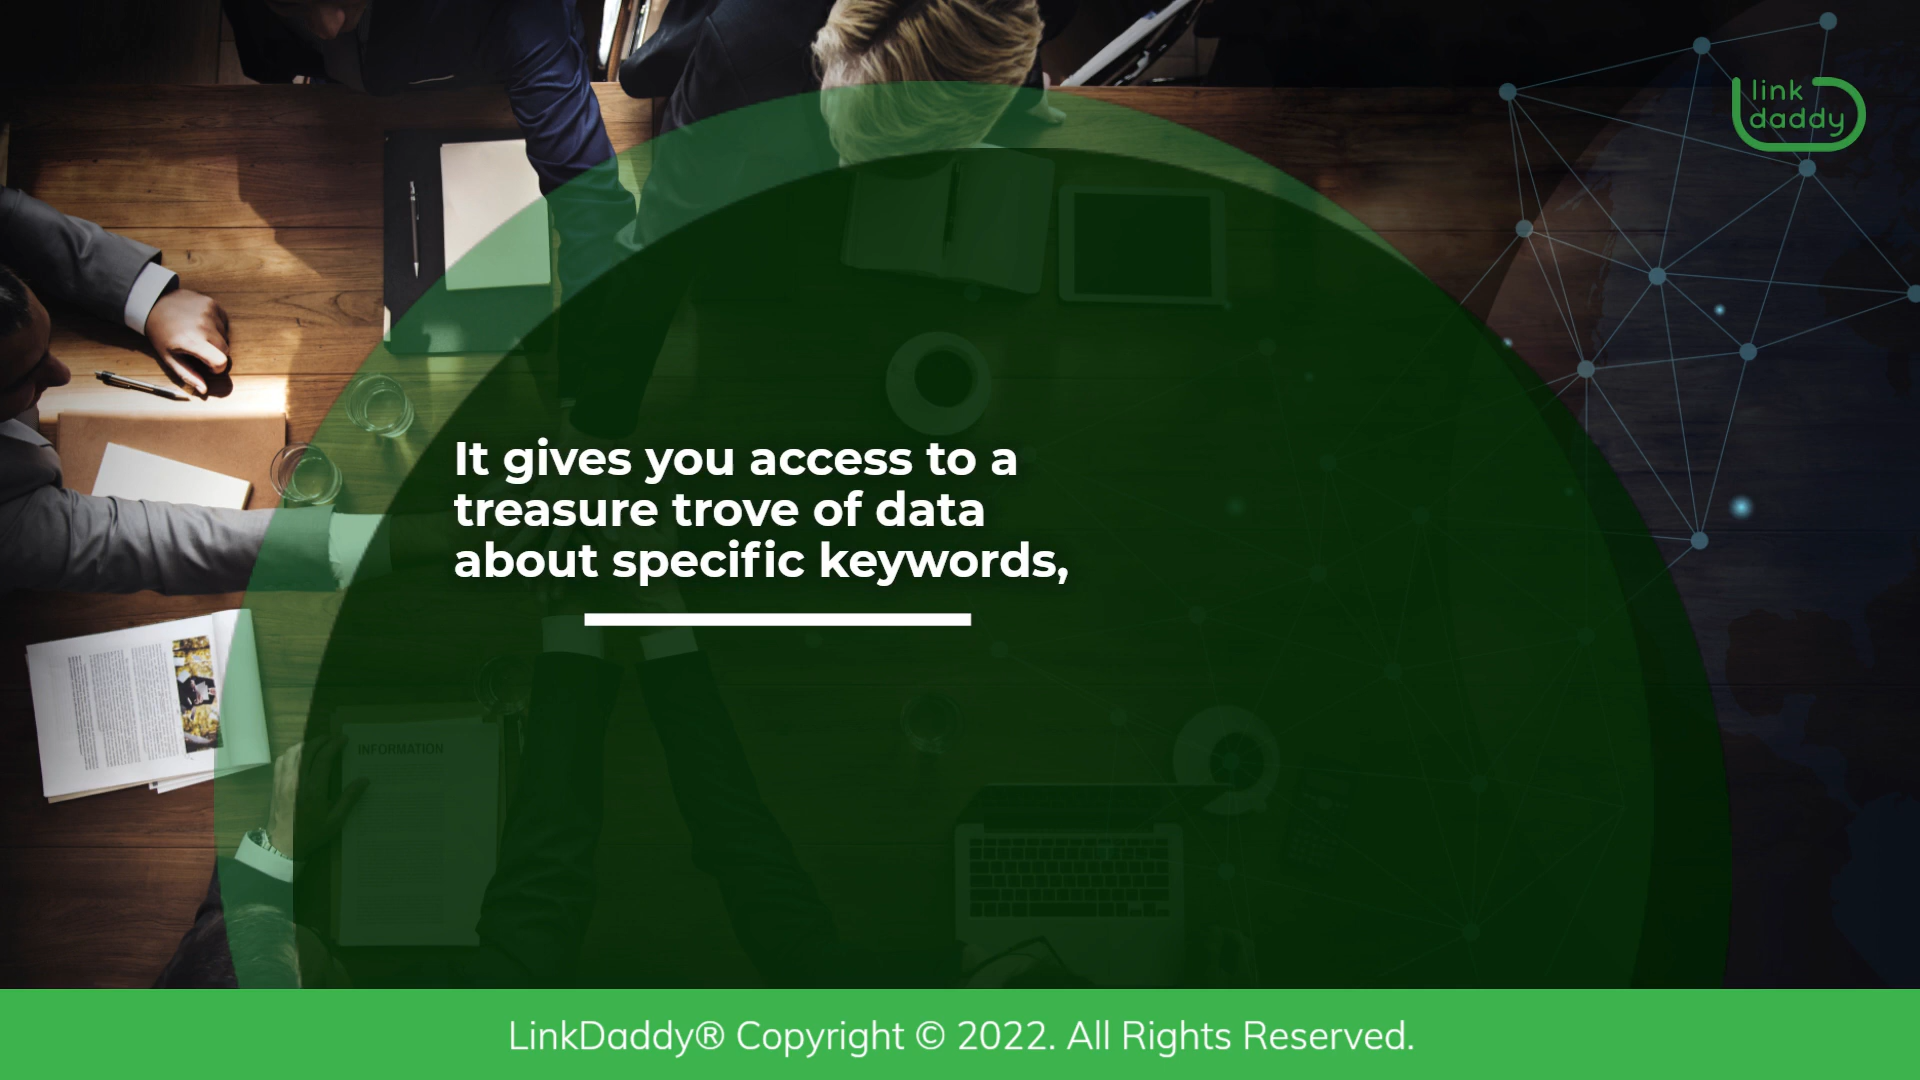 link
daddy
It gives you access to a
treasure trove of data
about specific keywords,
INFORMATION
LinkDaddy® Copyright © 2022. All Rights Reserved.